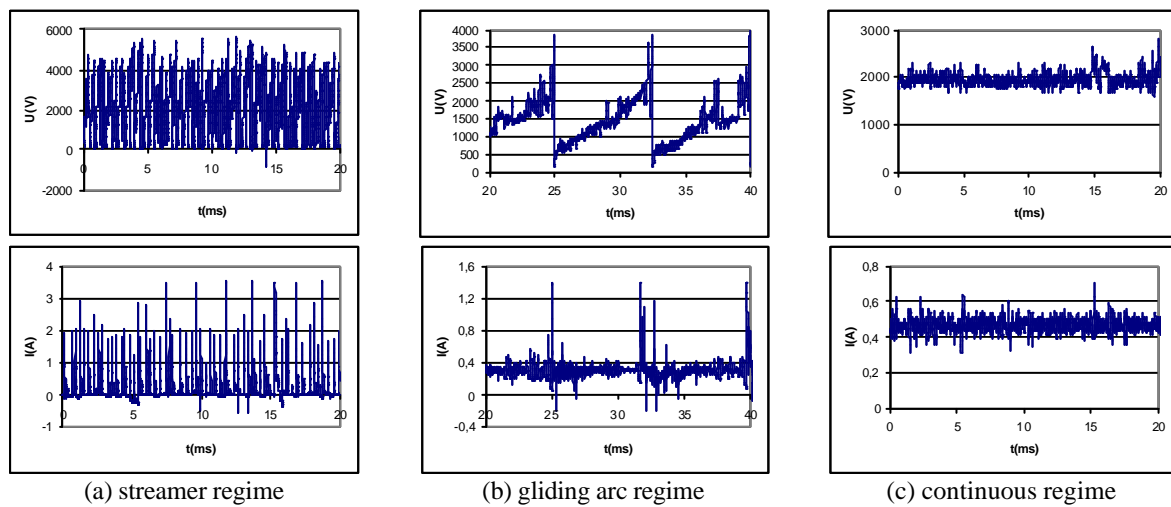 6000
4000
2000
0
-2000
U(V)
0 5 10 15 20
t(ms)
4000
3500
3000
2500
2000
1500
1000
500
0
U(V)
20 25 30 35 40
t(ms)
3000
2000
1000
0
U(V)
0 5 10 15 20
t(ms)
4
3
2
1
0
-1
I(A)
0 5 10 15 20
t(ms)
1,6
1,2
0,8
0,4
0
-0,4
I(A)
20 25 30 35 40
t(ms)
0,8
0,6
0,4
0,2
0
I(A)
0 5 10 15 20
t(ms)
(a) streamer regime
(b) gliding arc regime
(c) continuous regime